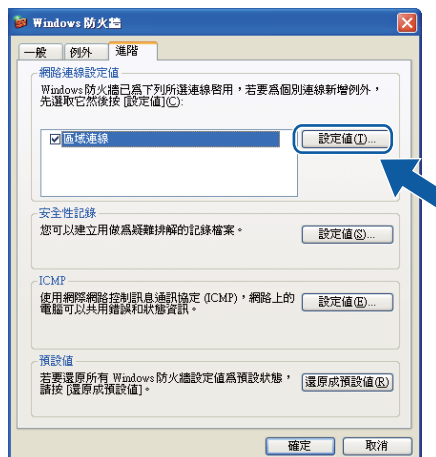 Windows 防火牆
一般 例外 進階
網路連線設定值
Windows 防火牆已為下列所選連線啓用，若要為個別連線新增例外，
先選取它然後按 [設定值](C):
區域連線
設定值(T)...
安全性記錄
您可以建立用做為疑難排解的記錄檔案。
設定值(S)...
ICMP
使用網際網路控制訊息通訊協定 (ICMP)，網路上的
電腦可以共用錯誤和狀態資訊。
設定值(E)...
預設值
若要還原所有 Windows 防火牆設定值為預設狀態，
請按 [還原成預設值]。
還原成預設值(R)
確定 取消